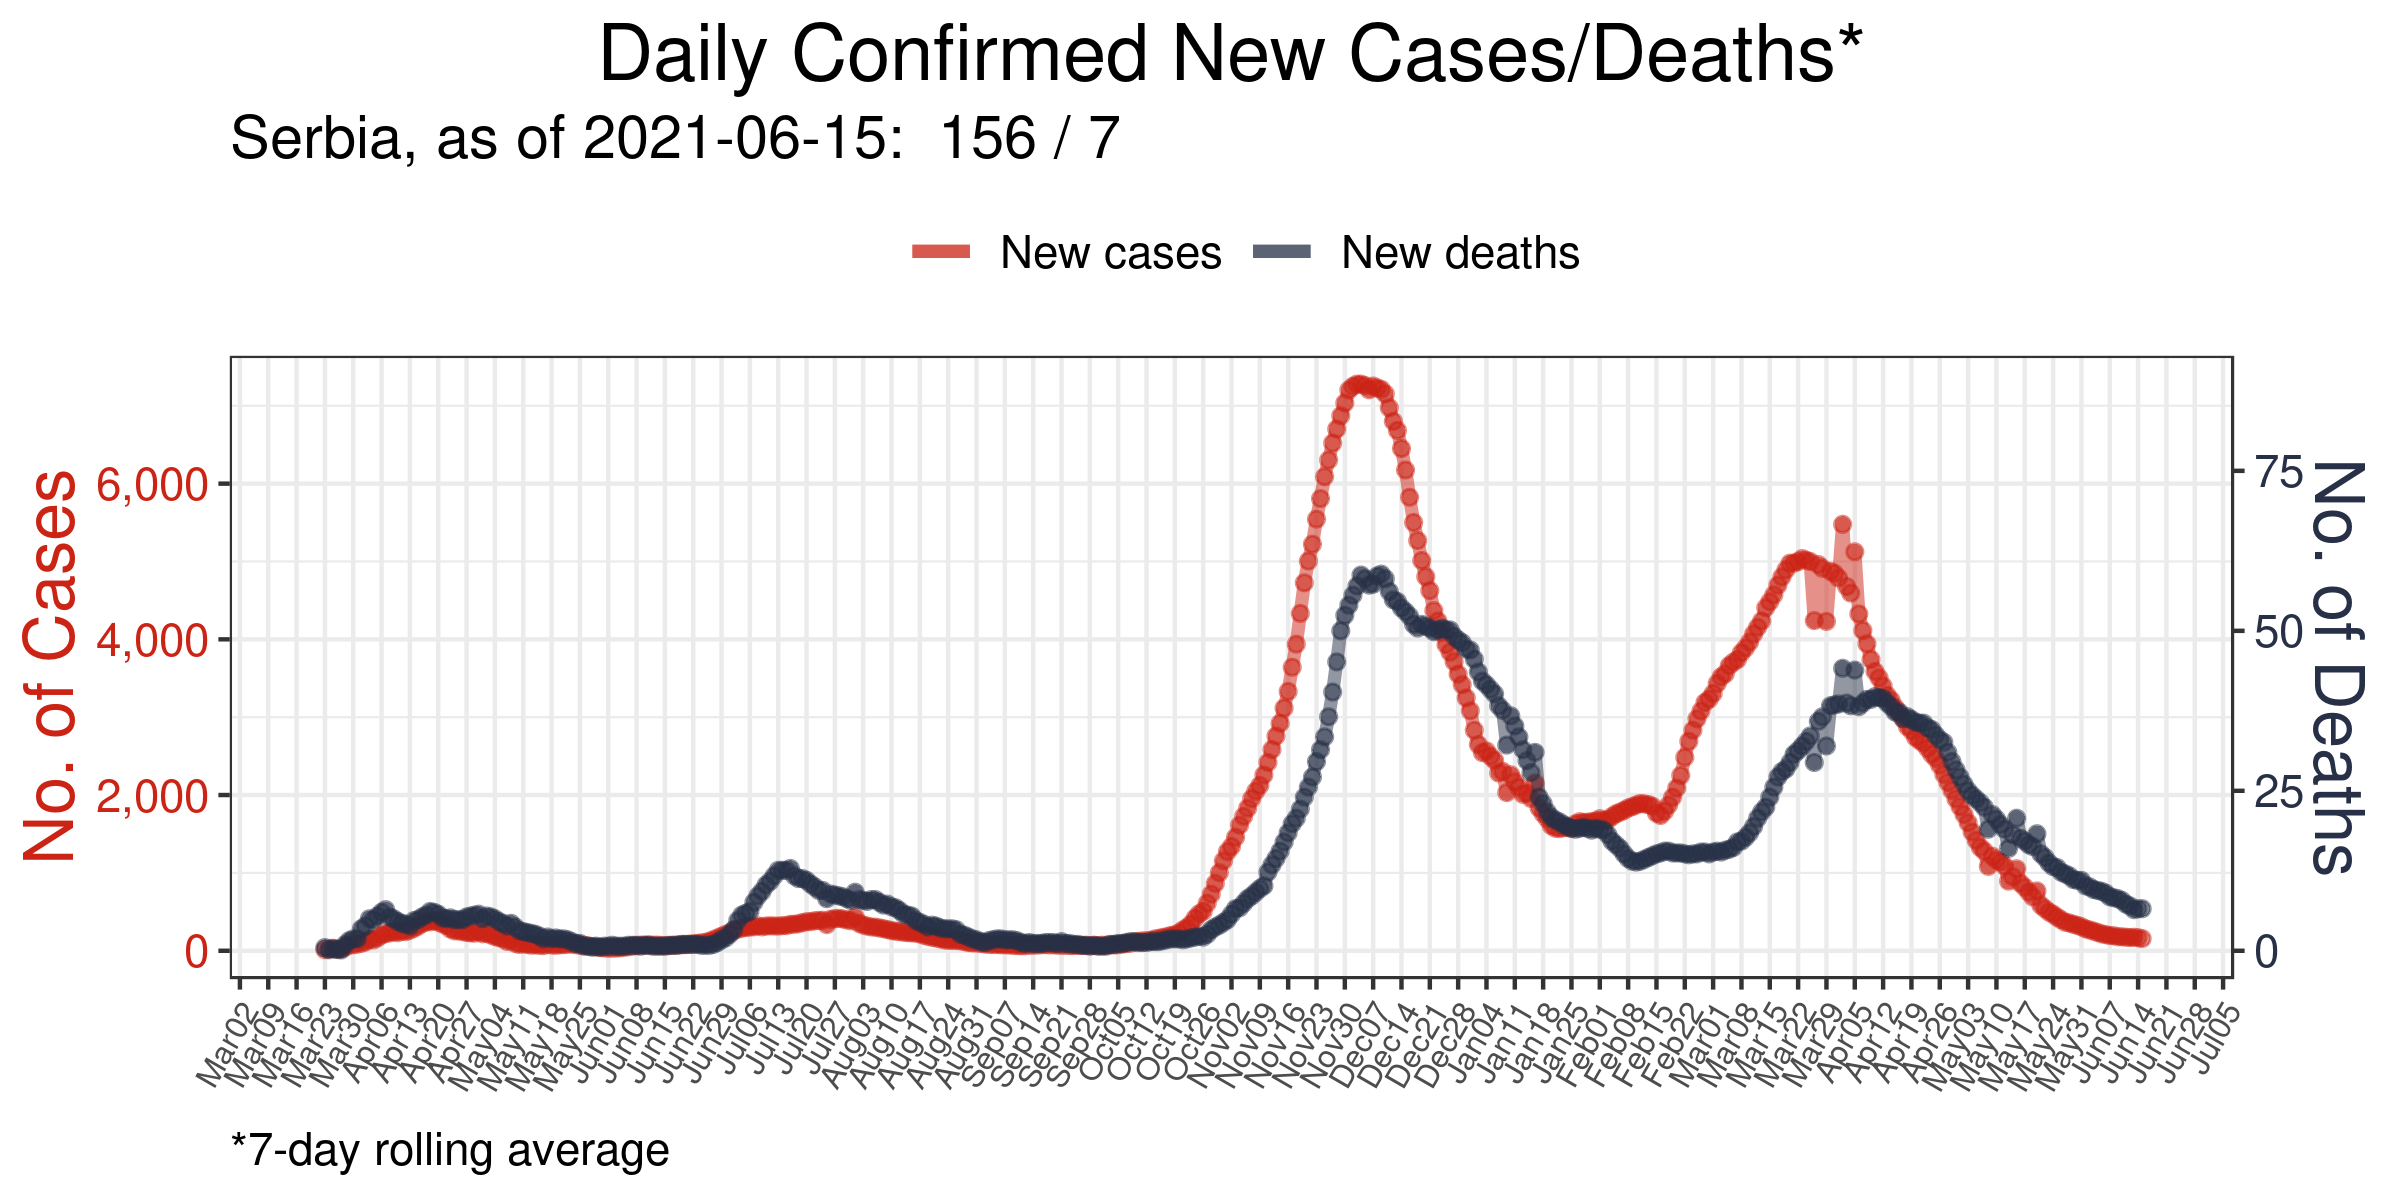 Daily Confirmed New Cases/Deaths*
Serbia, as of 2021-06-15:  156 / 7
New cases
New deaths
No. of Cases
6,000
4,000
2,000
0
75
50
25
0
No. of Deaths
Mar02
Mar09
Mar16
Mar23
Mar30
Apr06
Apr13
Apr20
Apr27
May04
May11
May18
May25
Jun01
Jun08
Jun15
Jun22
Jun29
Jul06
Jul13
Jul20
Jul27
Aug03
Aug10
Aug17
Aug24
Aug31
Sep07
Sep14
Sep21
Sep28
Oct05
Oct12
Oct19
Oct26
Nov02
Nov09
Nov16
Nov23
Nov30
Dec07
Dec14
Dec21
Dec28
Jan04
Jan11
Jan18
Jan25
Feb01
Feb08
Feb15
Feb22
Mar01
Mar08
Mar15
Mar22
Mar29
Apr05
Apr12
Apr19
Apr26
May03
May10
May17
May24
May31
Jun07
Jun14
Jun21
Jun28
Jul05
*7-day rolling average